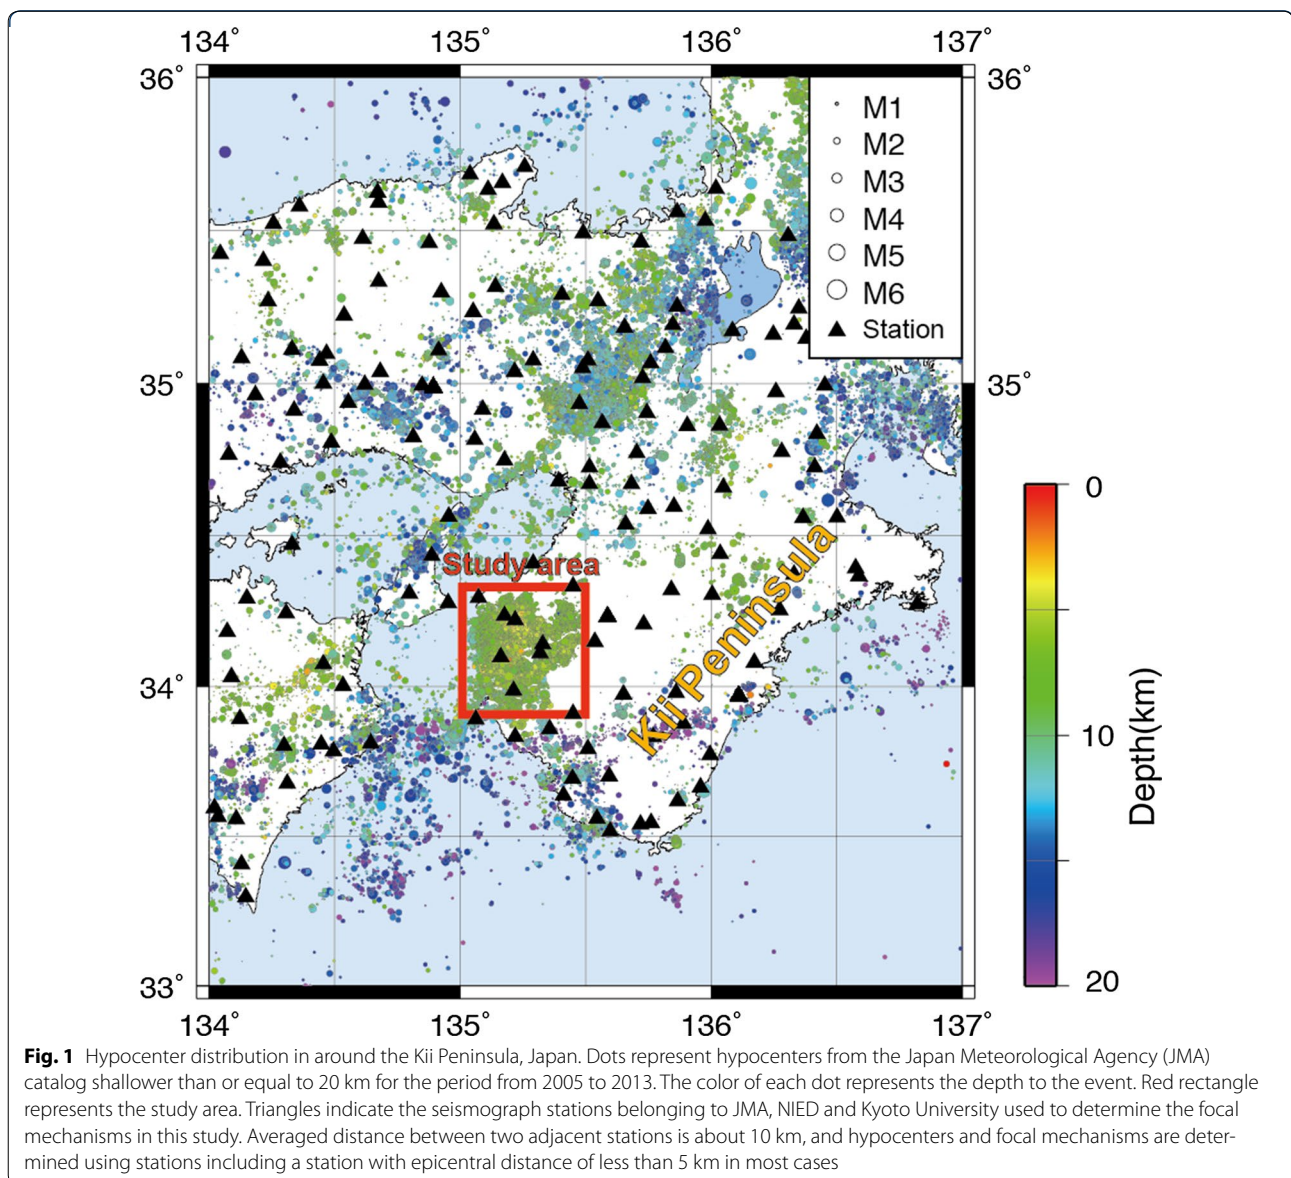 134° 135° 136° 137°
36° 36°
M1
M2
M3
M4
M5
M6
Station
35° 35°
0
Study area
Kii Peninsula
34°
10
Depth(km)
20
33°
134° 135° 136° 137°
Fig. 1 Hypocenter distribution in around the Kii Peninsula, Japan. Dots represent hypocenters from the Japan Meteorological Agency (JMA)
catalog shallower than or equal to 20 km for the period from 2005 to 2013. The color of each dot represents the depth to the event. Red rectangle
represents the study area. Triangles indicate the seismograph stations belonging to JMA, NIED and Kyoto University used to determine the focal
mechanisms in this study. Averaged distance between two adjacent stations is about 10 km, and hypocenters and focal mechanisms are deter-
mined using stations including a station with epicentral distance of less than 5 km in most cases